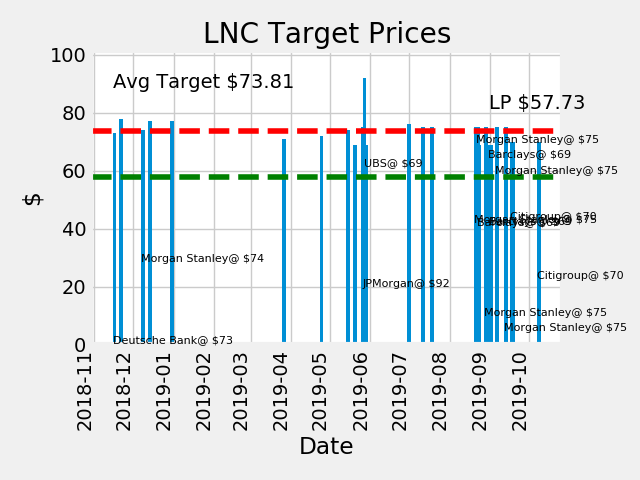 LNC Target Prices
100
Avg Target $73.81
LP $57.73
80
Morgan Stanley@ $75
Barclays@ $69
UBS@ $69
Morgan Stanley@ $75
60
$
Citigroup@ $70
40
Morgan Stanley@ $74
Citigroup@ $70
JPMorgan@ $92
20
Morgan Stanley@ $75
Morgan Stanley@ $75
Deutsche Bank@ $73
0
2018-11
2018-12
2019-01
2019-02
2019-03
2019-04
2019-05
2019-06
2019-07
2019-08
2019-09
2019-10
Date